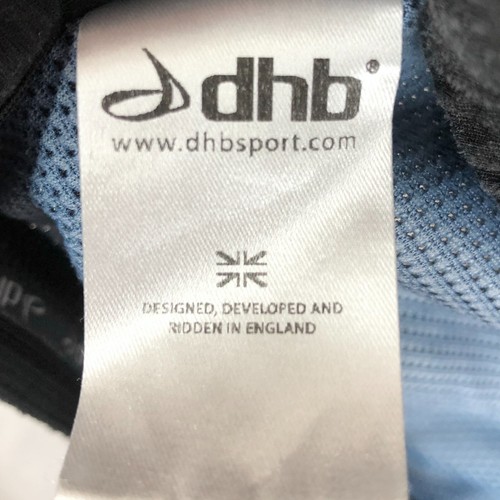 dhb®
www.dhbsport.com
DESIGNED, DEVELOPED AND
RIDDEN IN ENGLAND